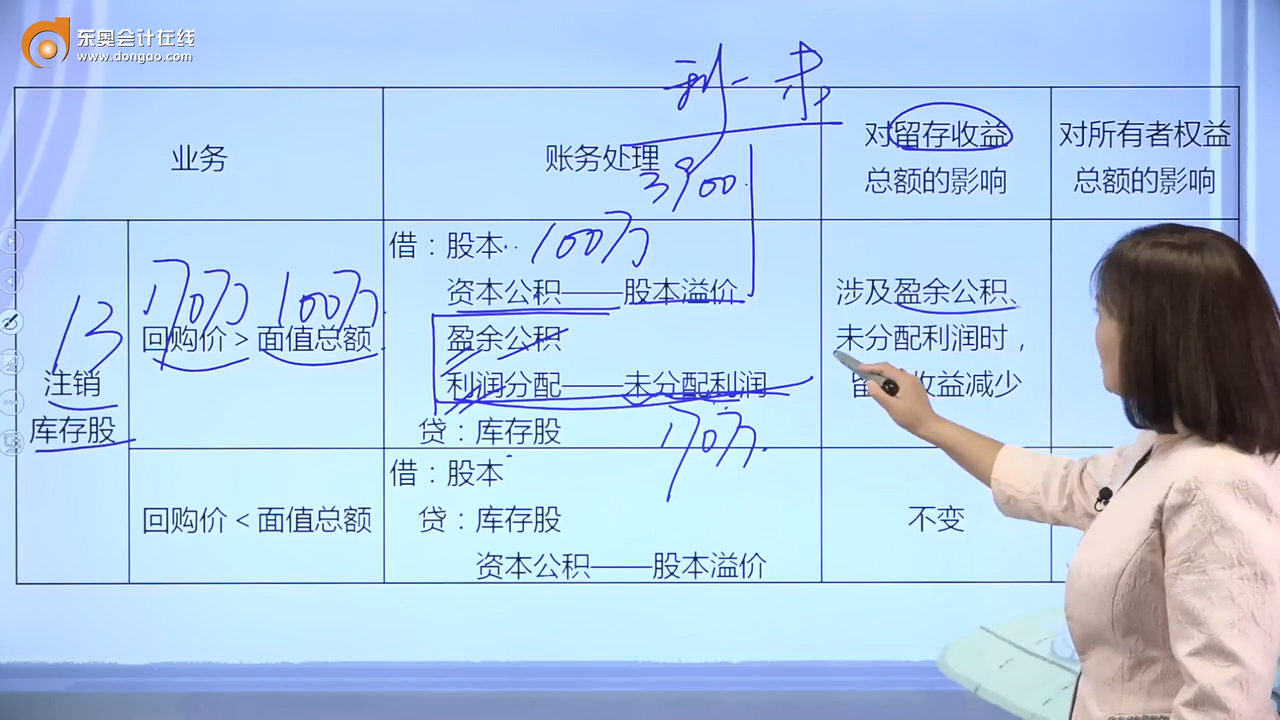 东奥会计在线
www.dongao.com
利-未
业务
账务处理
对留存收益
总额的影响
对所有者权益
总额的影响
3900
13
注销
库存股
170万 100万
回购价>面值总额
借：股本 100万
资本公积——股本溢价
盈余公积
利润分配——未分配利润
贷：库存股
170万
涉及盈余公积、
未分配利润时，
收益减少
回购价<面值总额
借：股本
贷：库存股
资本公积——股本溢价
不变